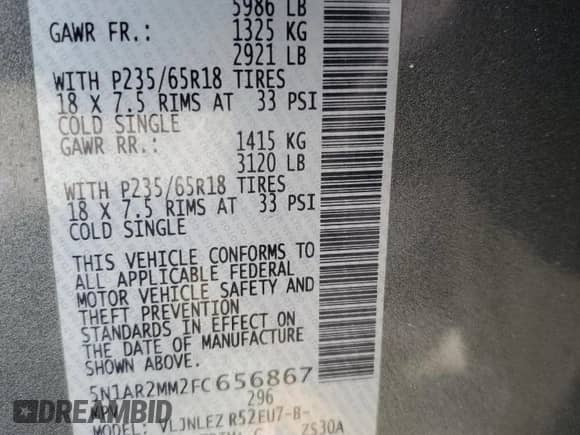 5986 LB
GAWR FR.: 1325 KG
2921 LB
WITH P235/65R18 TIRES
18 X 7.5 RIMS AT 33 PSI
COLD SINGLE
GAWR RR.: 1415 KG
3120 LB
WITH P235/65R18 TIRES
18 X 7.5 RIMS AT 33 PSI
COLD SINGLE
THIS VEHICLE CONFORMS TO
ALL APPLICABLE FEDERAL
MOTOR VEHICLE SAFETY AND
THEFT PREVENTION
STANDARDS IN EFFECT ON
THE DATE OF MANUFACTURE
SHOWN ABOVE.
5N1AR2MM2FC656867
MPV 296
MODEL: VLJNLEZ R52EU7-B-
ZS30A
DREAMBID